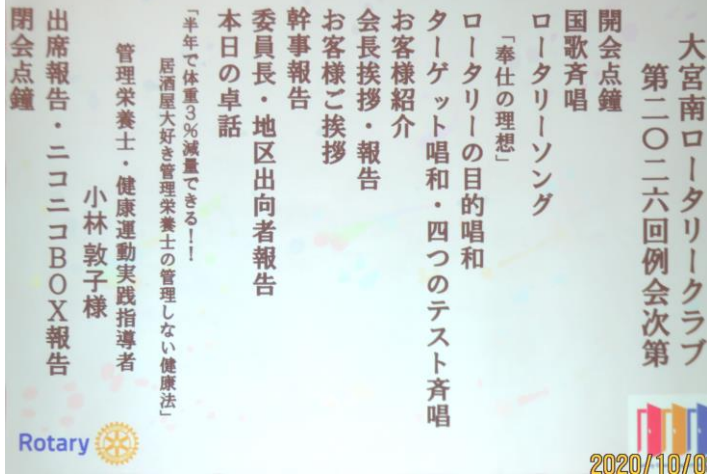 大宮南ロータリークラブ
第二〇二六回例会次第
開会点鐘
国歌斉唱
ロータリーソング
「奉仕の理想」
ロータリーの目的唱和
ターゲット唱和・四つのテスト斉唱
お客様紹介
会長挨拶・報告
お客様ご挨拶
幹事報告
委員長・地区出向者報告
本日の卓話
「半年で体重3%減量できる!!
居酒屋大好き管理栄養士の管理しない健康法」
管理栄養士・健康運動実践指導者
小林 敦子様
出席報告・ニコニコBOX報告
閉会点鐘
Rotary